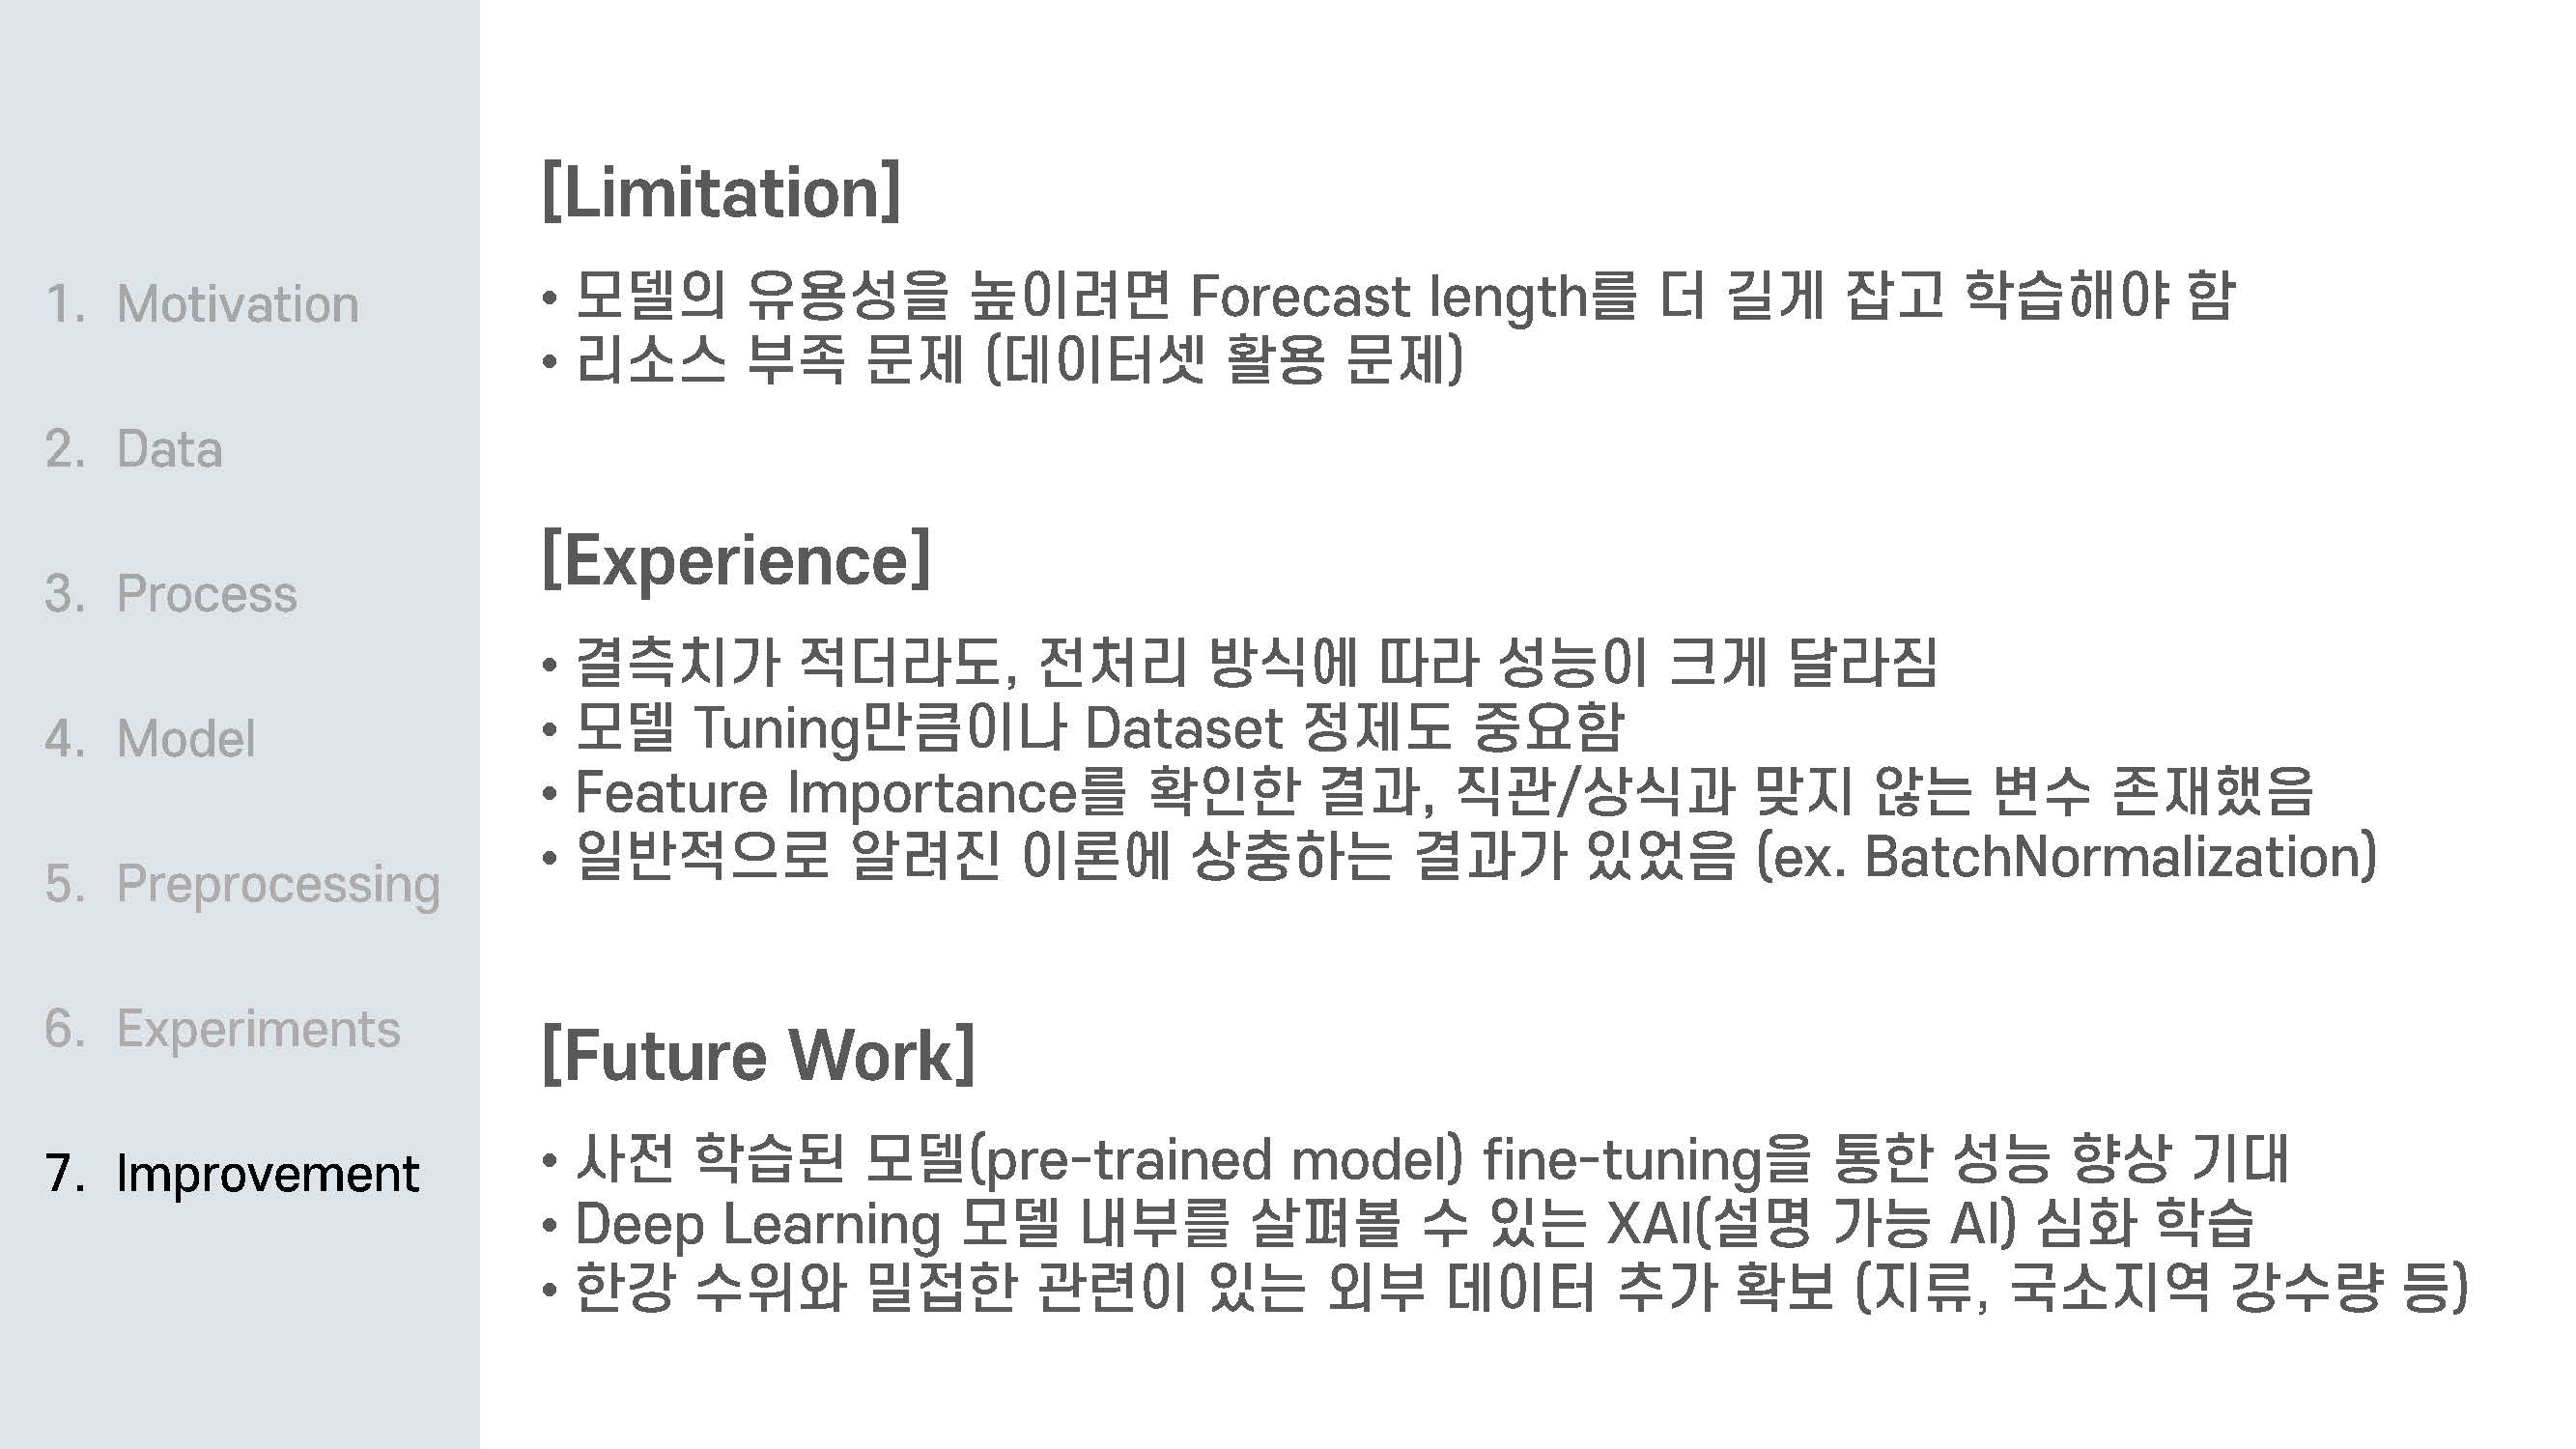 1. Motivation
2. Data
3. Process
4. Model
5. Preprocessing
6. Experiments
7. Improvement
[Limitation]
• 모델의 유용성을 높이려면 Forecast length를 더 길게 잡고 학습해야 함
• 리소스 부족 문제 (데이터셋 활용 문제)
[Experience]
• 결측치가 적더라도, 전처리 방식에 따라 성능이 크게 달라짐
• 모델 Tuning만큼이나 Dataset 정제도 중요함
• Feature Importance를 확인한 결과, 직관/상식과 맞지 않는 변수 존재했음
• 일반적으로 알려진 이론에 상충하는 결과가 있었음 (ex. BatchNormalization)
[Future Work]
• 사전 학습된 모델(pre-trained model) fine-tuning을 통한 성능 향상 기대
• Deep Learning 모델 내부를 살펴볼 수 있는 XAI(설명 가능 AI) 심화 학습
• 한강 수위와 밀접한 관련이 있는 외부 데이터 추가 확보 (지류, 국소지역 강수량 등)